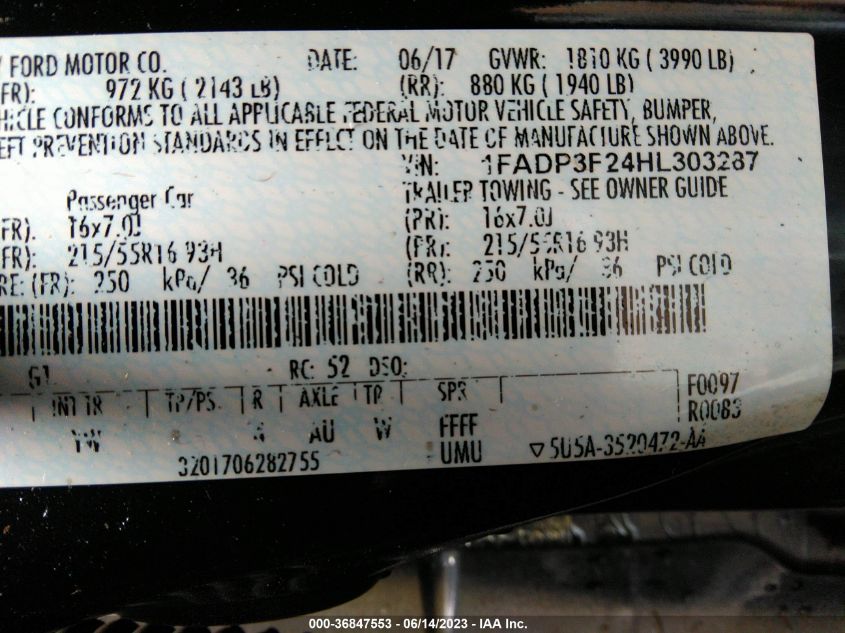 FORD MOTOR CO. DATE: 06/17 GVWR: 1810 KG ( 3990 LB)
FR): 972 KG ( 2143 LB) (RR): 880 KG ( 1940 LB)
HICLE CONFORMS TO ALL APPLICABLE FEDERAL MOTOR VEHICLE SAFETY, BUMPER,
EFT PREVENTION STANDARDS IN EFFECT ON THE DATE OF MANUFACTURE SHOWN ABOVE.
VIN: 1FADP3F24HL303287
Passenger Car TRAILER TOWING - SEE OWNER GUIDE
(FR): 16x7.0J (RR): 16x7.0J
(FR): 215/55R16 93H (RR): 215/55R16 93H
RE: (FR): 250 kPa/ 36 PSI COLD (RR): 250 kPa/ 36 PSI COLD
G1 RC: 52 DSO:
INT TR TP/PS R AXLE TR SPR F0097
R0083
YW AU W FFFF
3201706282755 UMU 5U5A-3520472-AA
000-36847553 - 06/14/2023 - IAA Inc.